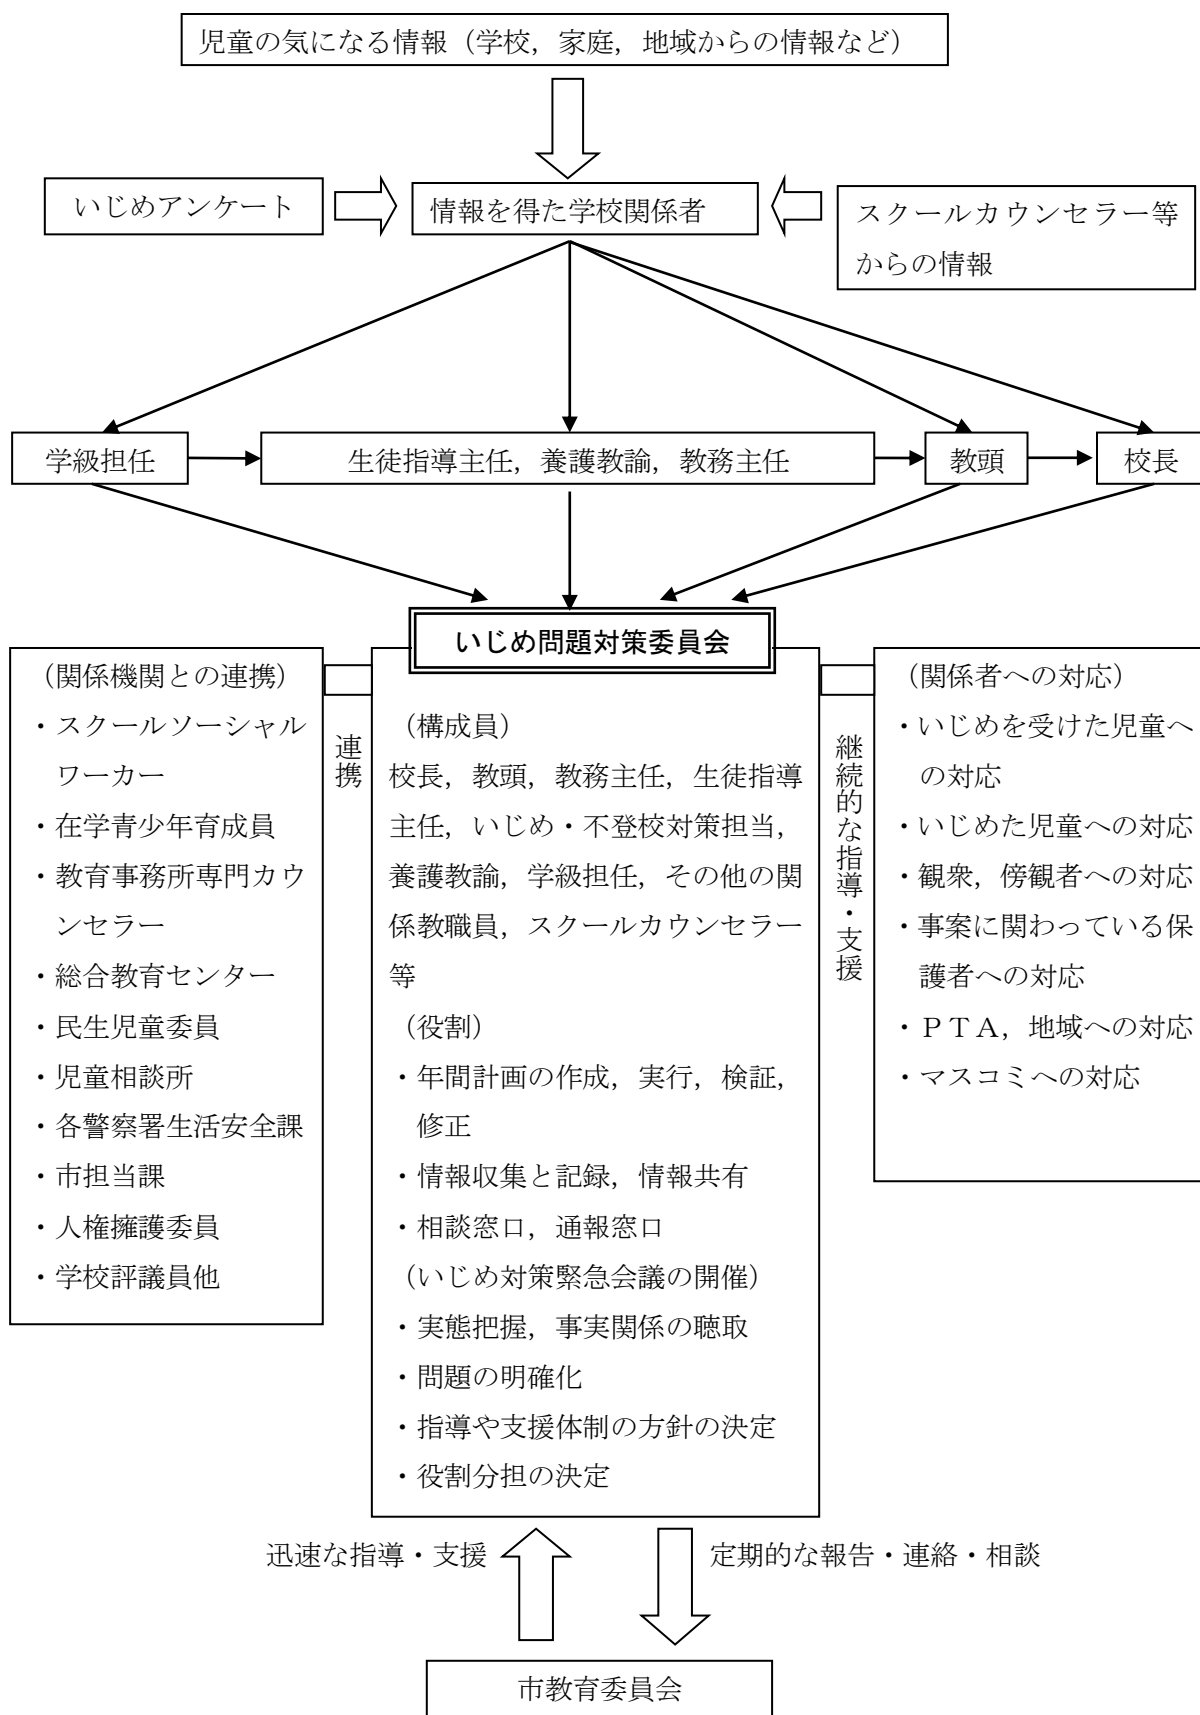 児童の気になる情報（学校，家庭，地域からの情報など）
いじめアンケート
情報を得た学校関係者
スクールカウンセラー等
からの情報
学級担任
生徒指導主任，養護教諭，教務主任
教頭
校長
いじめ問題対策委員会
（関係機関との連携）
・スクールソーシャル
ワーカー
・在学青少年育成員
・教育事務所専門カウ
ンセラー
・総合教育センター
・民生児童委員
・児童相談所
・各警察署生活安全課
・市担当課
・人権擁護委員
・学校評議員他
連携
（構成員）
校長，教頭，教務主任，生徒指導
主任，いじめ・不登校対策担当，
養護教諭，学級担任，その他の関
係教職員，スクールカウンセラー
等
（役割）
・年間計画の作成，実行，検証，
修正
・情報収集と記録，情報共有
・相談窓口，通報窓口
（いじめ対策緊急会議の開催）
・実態把握，事実関係の聴取
・問題の明確化
・指導や支援体制の方針の決定
・役割分担の決定
継続的な指導・支援
（関係者への対応）
・いじめを受けた児童へ
の対応
・いじめた児童への対応
・観衆，傍観者への対応
・事案に関わっている保
護者への対応
・ＰＴＡ，地域への対応
・マスコミへの対応
迅速な指導・支援
定期的な報告・連絡・相談
市教育委員会